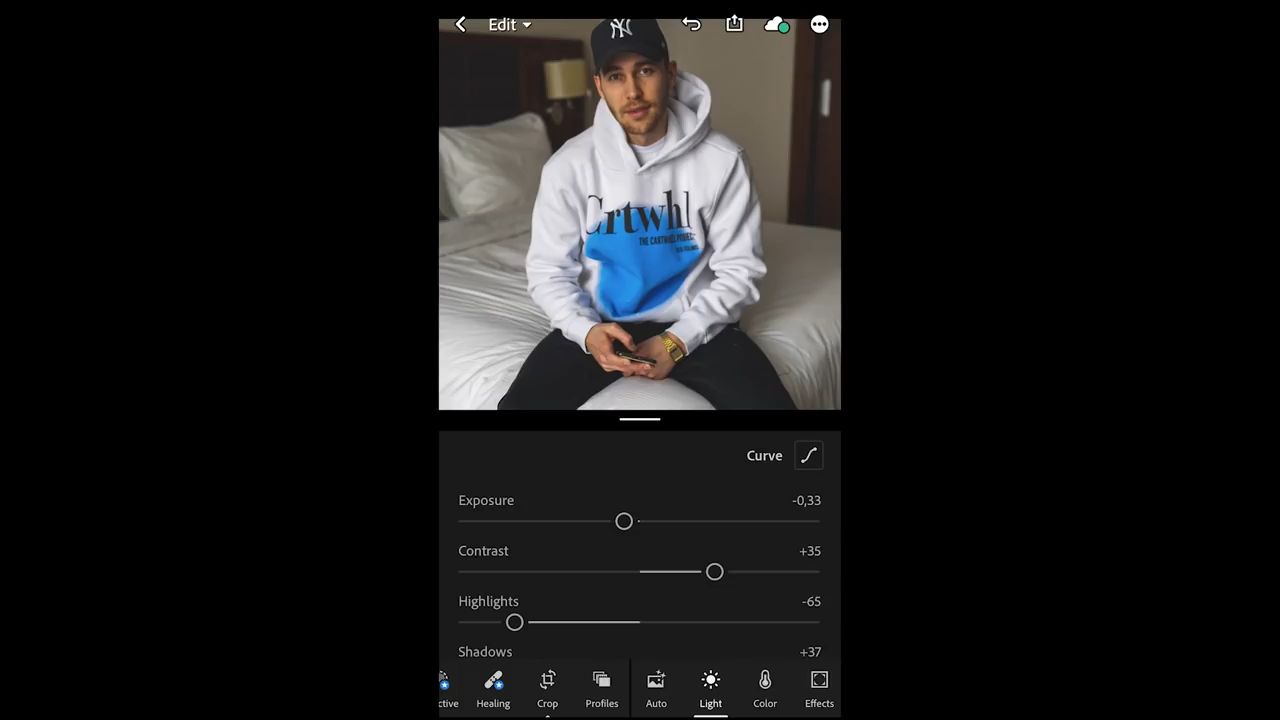 Edit
NY
Crtwhl
THE CARTWHEEL PROJECT
Curve
Exposure -0,33
Contrast +35
Highlights -65
Shadows +37
ctive Healing Crop Profiles Auto Light Color Effects